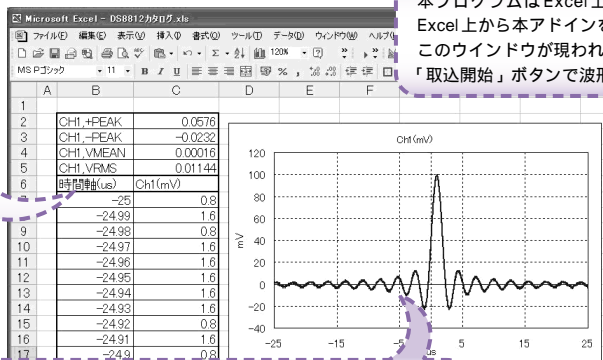 Microsoft Excel - DS8812カタログ.xls
ファイル(F) 編集(E) 表示(V) 挿入(I) 書式(O) ツール(T) データ(D) ウィンドウ(W)
120%
MS Pゴシック 11 B I U
本プログラムはExcel上
Excel上から本アドインを
このウインドウが現われ
「取込開始」ボタンで波形
A B C D E F
1
2 CH1,+PEAK 0.0576
3 CH1,-PEAK -0.0232
4 CH1,VMEAN 0.00016
5 CH1,VRMS 0.01144
6 時間軸(us) Ch1(mV)
-25 0.8
-24.99 1.6
9 -24.98 0.8
10 -24.97 1.6
11 -24.96 1.6
12 -24.95 1.6
13 -24.94 1.6
14 -24.93 1.6
15 -24.92 0.8
16 -24.91 1.6
17 -24.9 0.8
Ch1(mV)
mV
120
100
80
60
40
20
0
-20
-40
-25 -15 -5 5 15 25
us